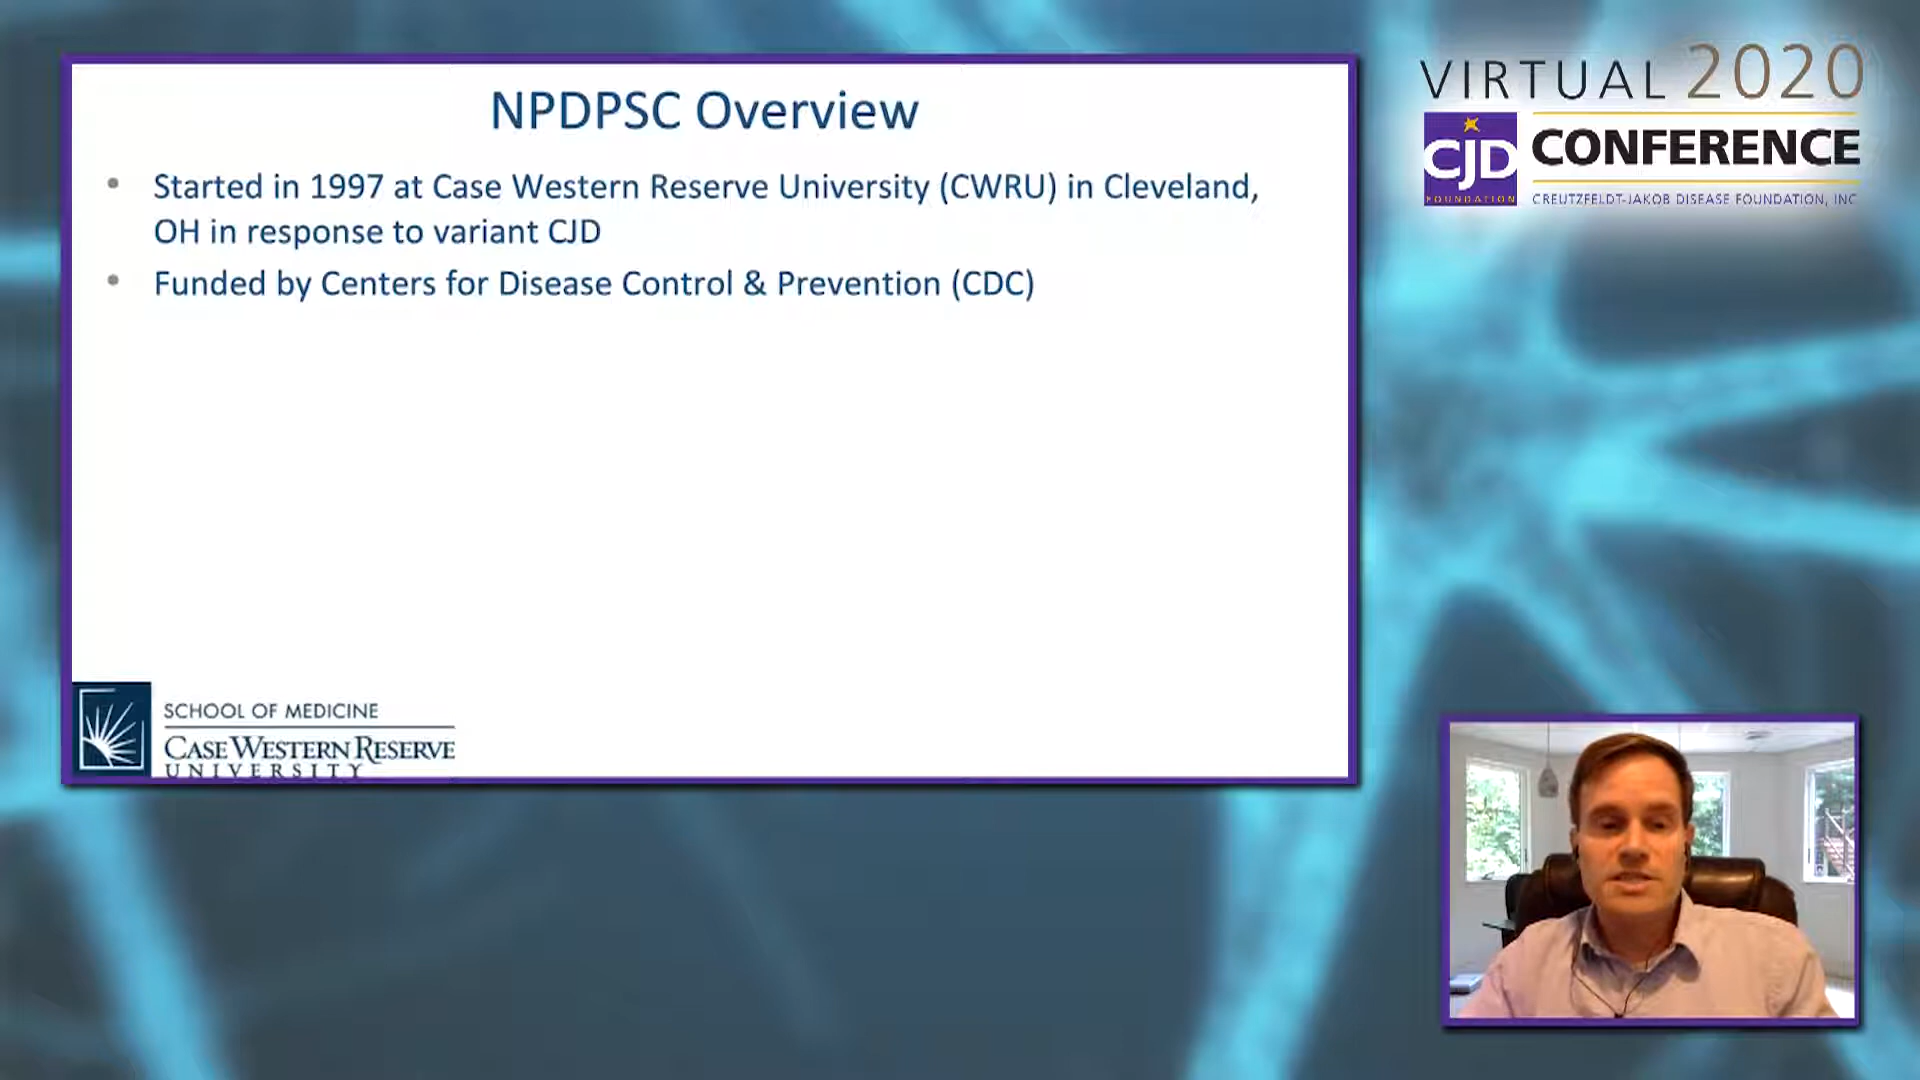 NPDPSC Overview
• Started in 1997 at Case Western Reserve University (CWRU) in Cleveland,
OH in response to variant CJD
• Funded by Centers for Disease Control & Prevention (CDC)
SCHOOL OF MEDICINE
CASE WESTERN RESERVE
UNIVERSITY
VIRTUAL 2020
CJD
FOUNDATION
CONFERENCE
CREUTZFELDT-JAKOB DISEASE FOUNDATION, INC